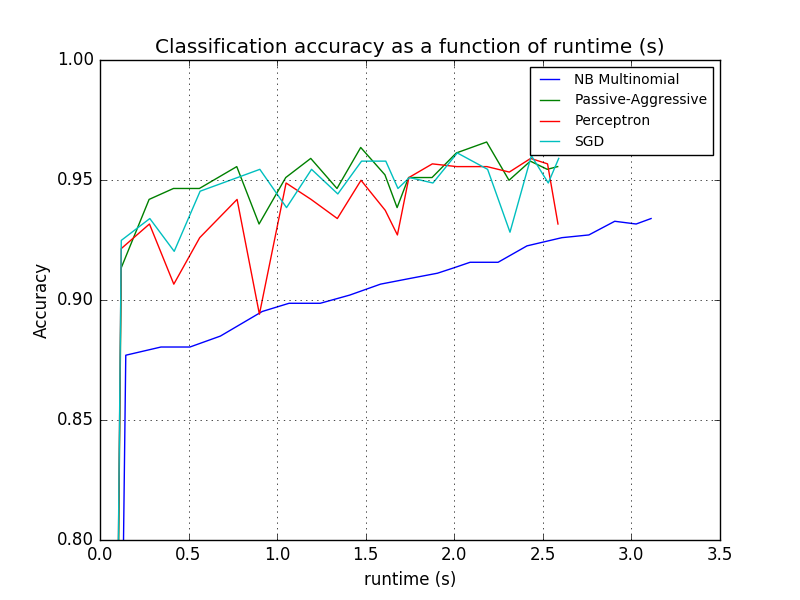 Classification accuracy as a function of runtime (s)
NB Multinomial
Passive-Aggressive
Perceptron
SGD
1.00
0.95
0.90
0.85
0.80
Accuracy
0.0 0.5 1.0 1.5 2.0 2.5 3.0 3.5
runtime (s)